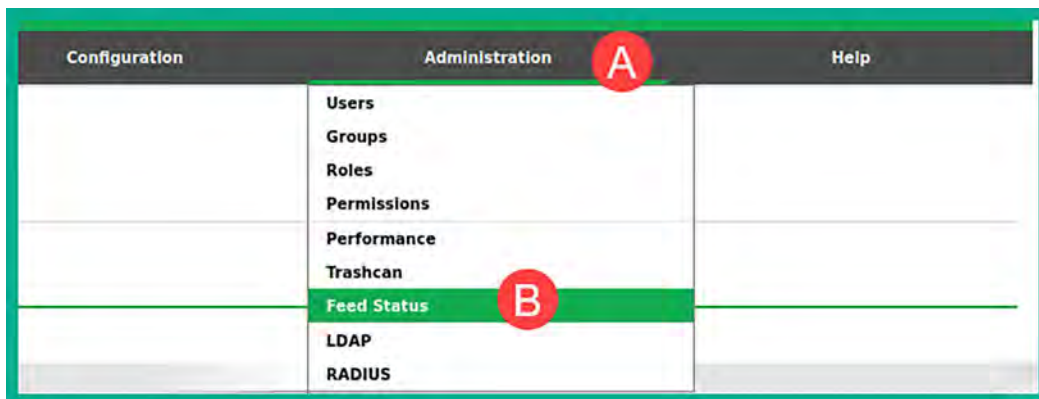 Configuration Administration A Help
Users
Groups
Roles
Permissions
Performance
Trashcan
Feed Status B
LDAP
RADIUS